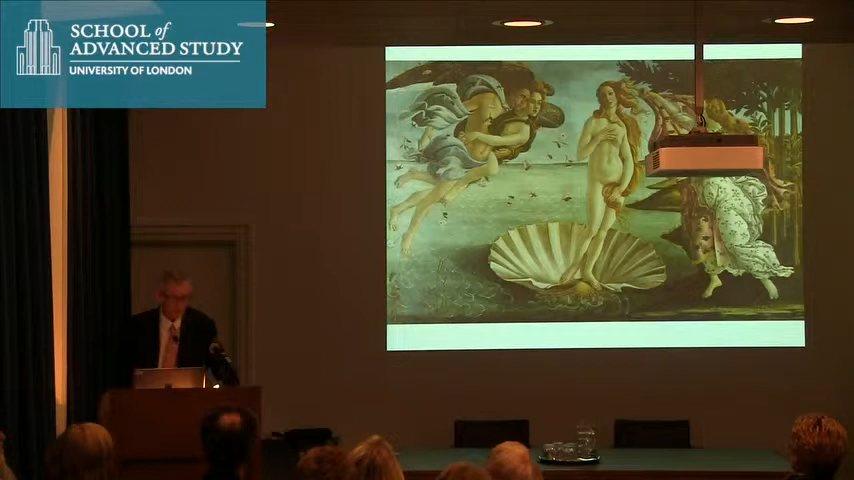 SCHOOL of
ADVANCED STUDY
UNIVERSITY OF LONDON